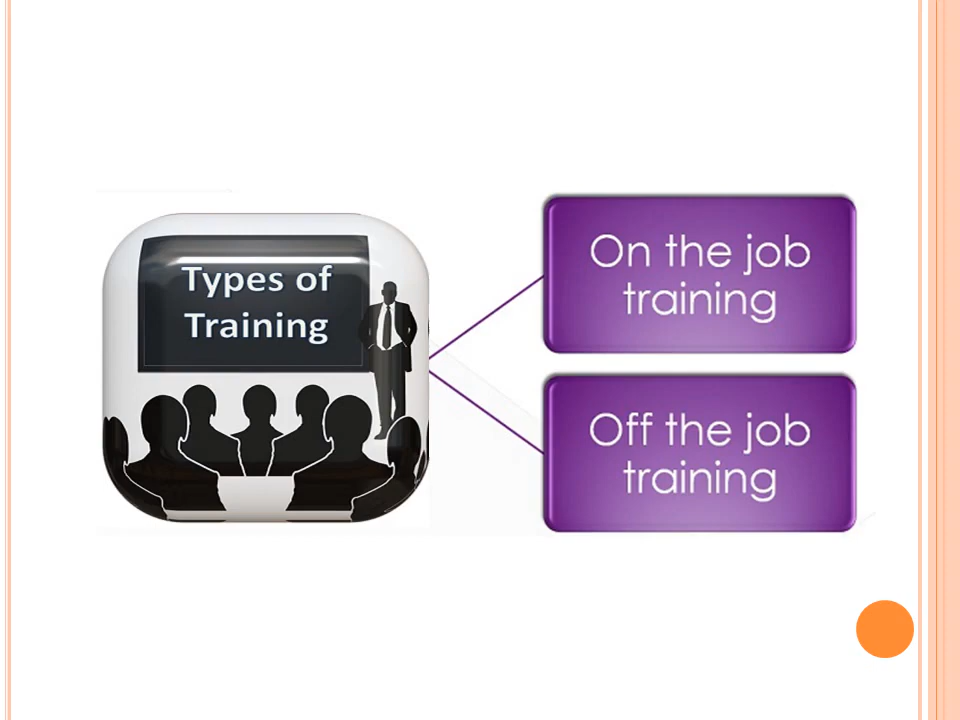 Types of
Training
On the job
training
Off the job
training